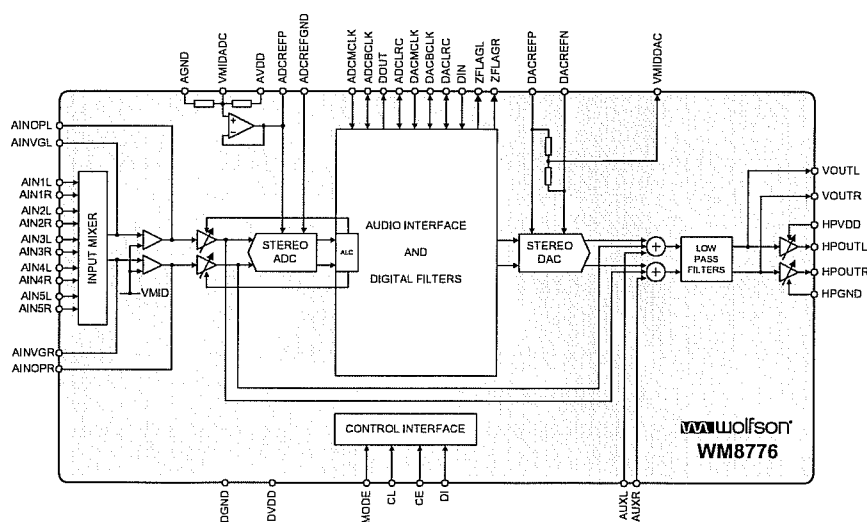 AGND
VMIDADC
AVDD
ADCREFP
ADCREFGND
ADCMCLK
ADCBCLK
DOUT
ADCLRC
DACMCLK
DACBCLK
DACLRC
DIN
ZFLAGL
ZFLAGR
DACREFP
DACREFN
VMIDDAC
AINOPL
AINVGL
AIN1L
AIN1R
AIN2L
AIN2R
AIN3L
AIN3R
AIN4L
AIN4R
AIN5L
AIN5R
AINVGR
AINOPR
INPUT MIXER
+
−
VMID
STEREO
ADC
ALC
AUDIO INTERFACE
AND
DIGITAL FILTERS
STEREO
DAC
+
+
LOW
PASS
FILTERS
VOUTL
VOUTR
HPVDD
HPOUTL
HPOUTR
HPGND
CONTROL INTERFACE
wolfson
WM8776
DGND
DVDD
MODE
CL
CE
DI
AUXL
AUXR